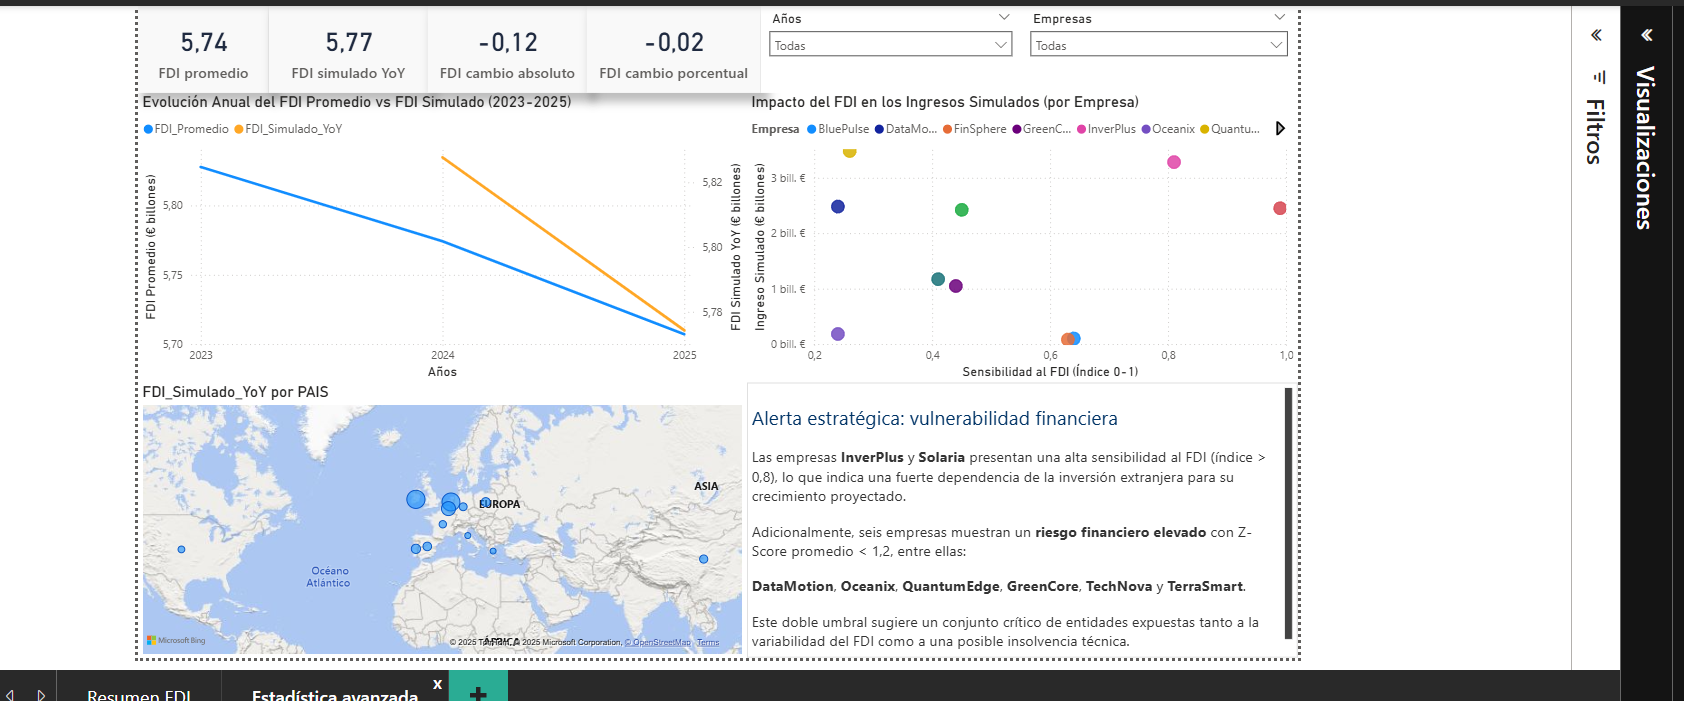 5,74
FDI promedio
5,77
FDI simulado YoY
-0,12
FDI cambio absoluto
-0,02
FDI cambio porcentual
Años
Todas
Empresas
Todas
Evolución Anual del FDI Promedio vs FDI Simulado (2023-2025)
FDI_Promedio FDI_Simulado_YoY
FDI Promedio (€ billones)
5,80
5,75
5,70
2023 2024 2025
Años
5,82
5,80
5,78
FDI Simulado YoY (€ billones)
Impacto del FDI en los Ingresos Simulados (por Empresa)
Empresa BluePulse DataMo... FinSphere GreenC... InverPlus Oceanix Quantu...
Ingreso Simulado (€ billones)
3 bill. €
2 bill. €
1 bill. €
0 bill. €
0,2 0,4 0,6 0,8 1,0
Sensibilidad al FDI (Índice 0-1)
FDI_Simulado_YoY por PAIS
ASIA
EUROPA
Océano
Atlántico
ÁFRICA
Microsoft Bing
© 2025 Microsoft Corporation, © OpenStreetMap Terms
Alerta estratégica: vulnerabilidad financiera
Las empresas InverPlus y Solaria presentan una alta sensibilidad al FDI (índice >
0,8), lo que indica una fuerte dependencia de la inversión extranjera para su
crecimiento proyectado.
Adicionalmente, seis empresas muestran un riesgo financiero elevado con Z-
Score promedio < 1,2, entre ellas:
DataMotion, Oceanix, QuantumEdge, GreenCore, TechNova y TerraSmart.
Este doble umbral sugiere un conjunto crítico de entidades expuestas tanto a la
variabilidad del FDI como a una posible insolvencia técnica.
Filtros
Visualizaciones
Resumen FDI
Estadística avanzada